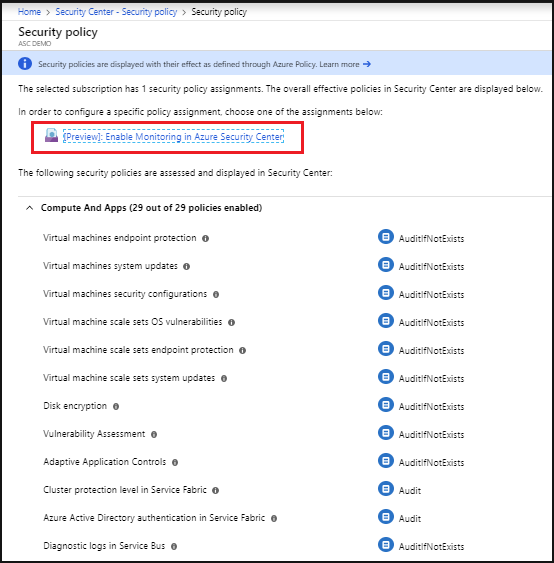 Home > Security Center - Security policy > Security policy
Security policy
ASC DEMO
Security policies are displayed with their effect as defined through Azure Policy. Learn more →
The selected subscription has 1 security policy assignments. The overall effective policies in Security Center are displayed below.
In order to configure a specific policy assignment, choose one of the assignments below:
[Preview]: Enable Monitoring in Azure Security Center
The following security policies are assessed and displayed in Security Center:
Compute And Apps (29 out of 29 policies enabled)
Virtual machines endpoint protection AuditIfNotExists
Virtual machines system updates AuditIfNotExists
Virtual machines security configurations AuditIfNotExists
Virtual machine scale sets OS vulnerabilities AuditIfNotExists
Virtual machine scale sets endpoint protection AuditIfNotExists
Virtual machine scale sets system updates AuditIfNotExists
Disk encryption AuditIfNotExists
Vulnerability Assessment AuditIfNotExists
Adaptive Application Controls AuditIfNotExists
Cluster protection level in Service Fabric Audit
Azure Active Directory authentication in Service Fabric Audit
Diagnostic logs in Service Bus AuditIfNotExists